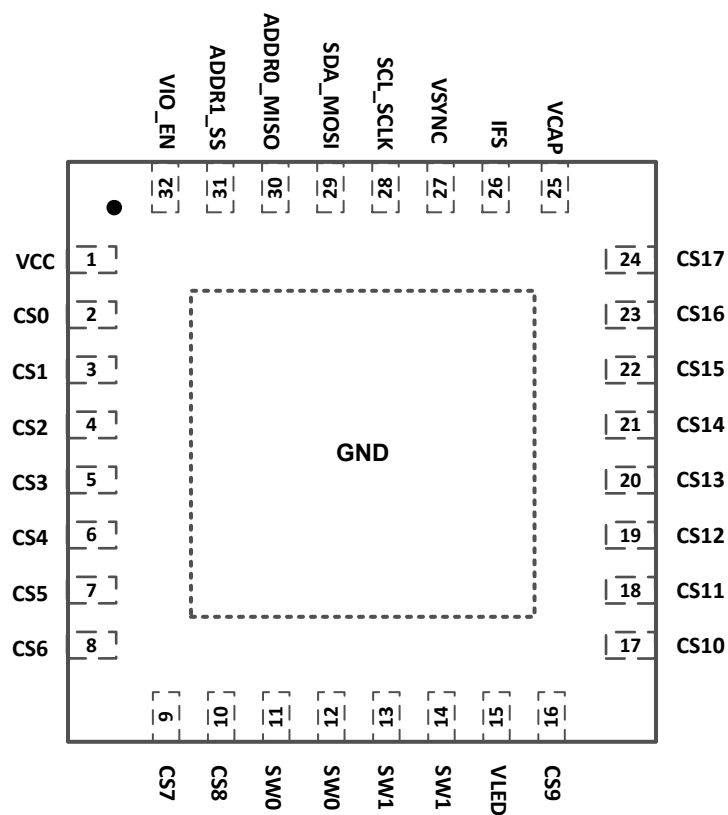 VIO_EN
ADDR1_SS
ADDR0_MISO
SDA_MOSI
SCL_SCLK
VSYNC
IFS
VCAP
32
31
30
29
28
27
26
25
VCC 1
24 CS17
CS0 2
23 CS16
CS1 3
22 CS15
CS2 4
21 CS14
GND
CS3 5
20 CS13
CS4 6
19 CS12
CS5 7
18 CS11
CS6 8
17 CS10
9
10
11
12
13
14
15
16
CS7
CS8
SW0
SW0
SW1
SW1
VLED
CS9